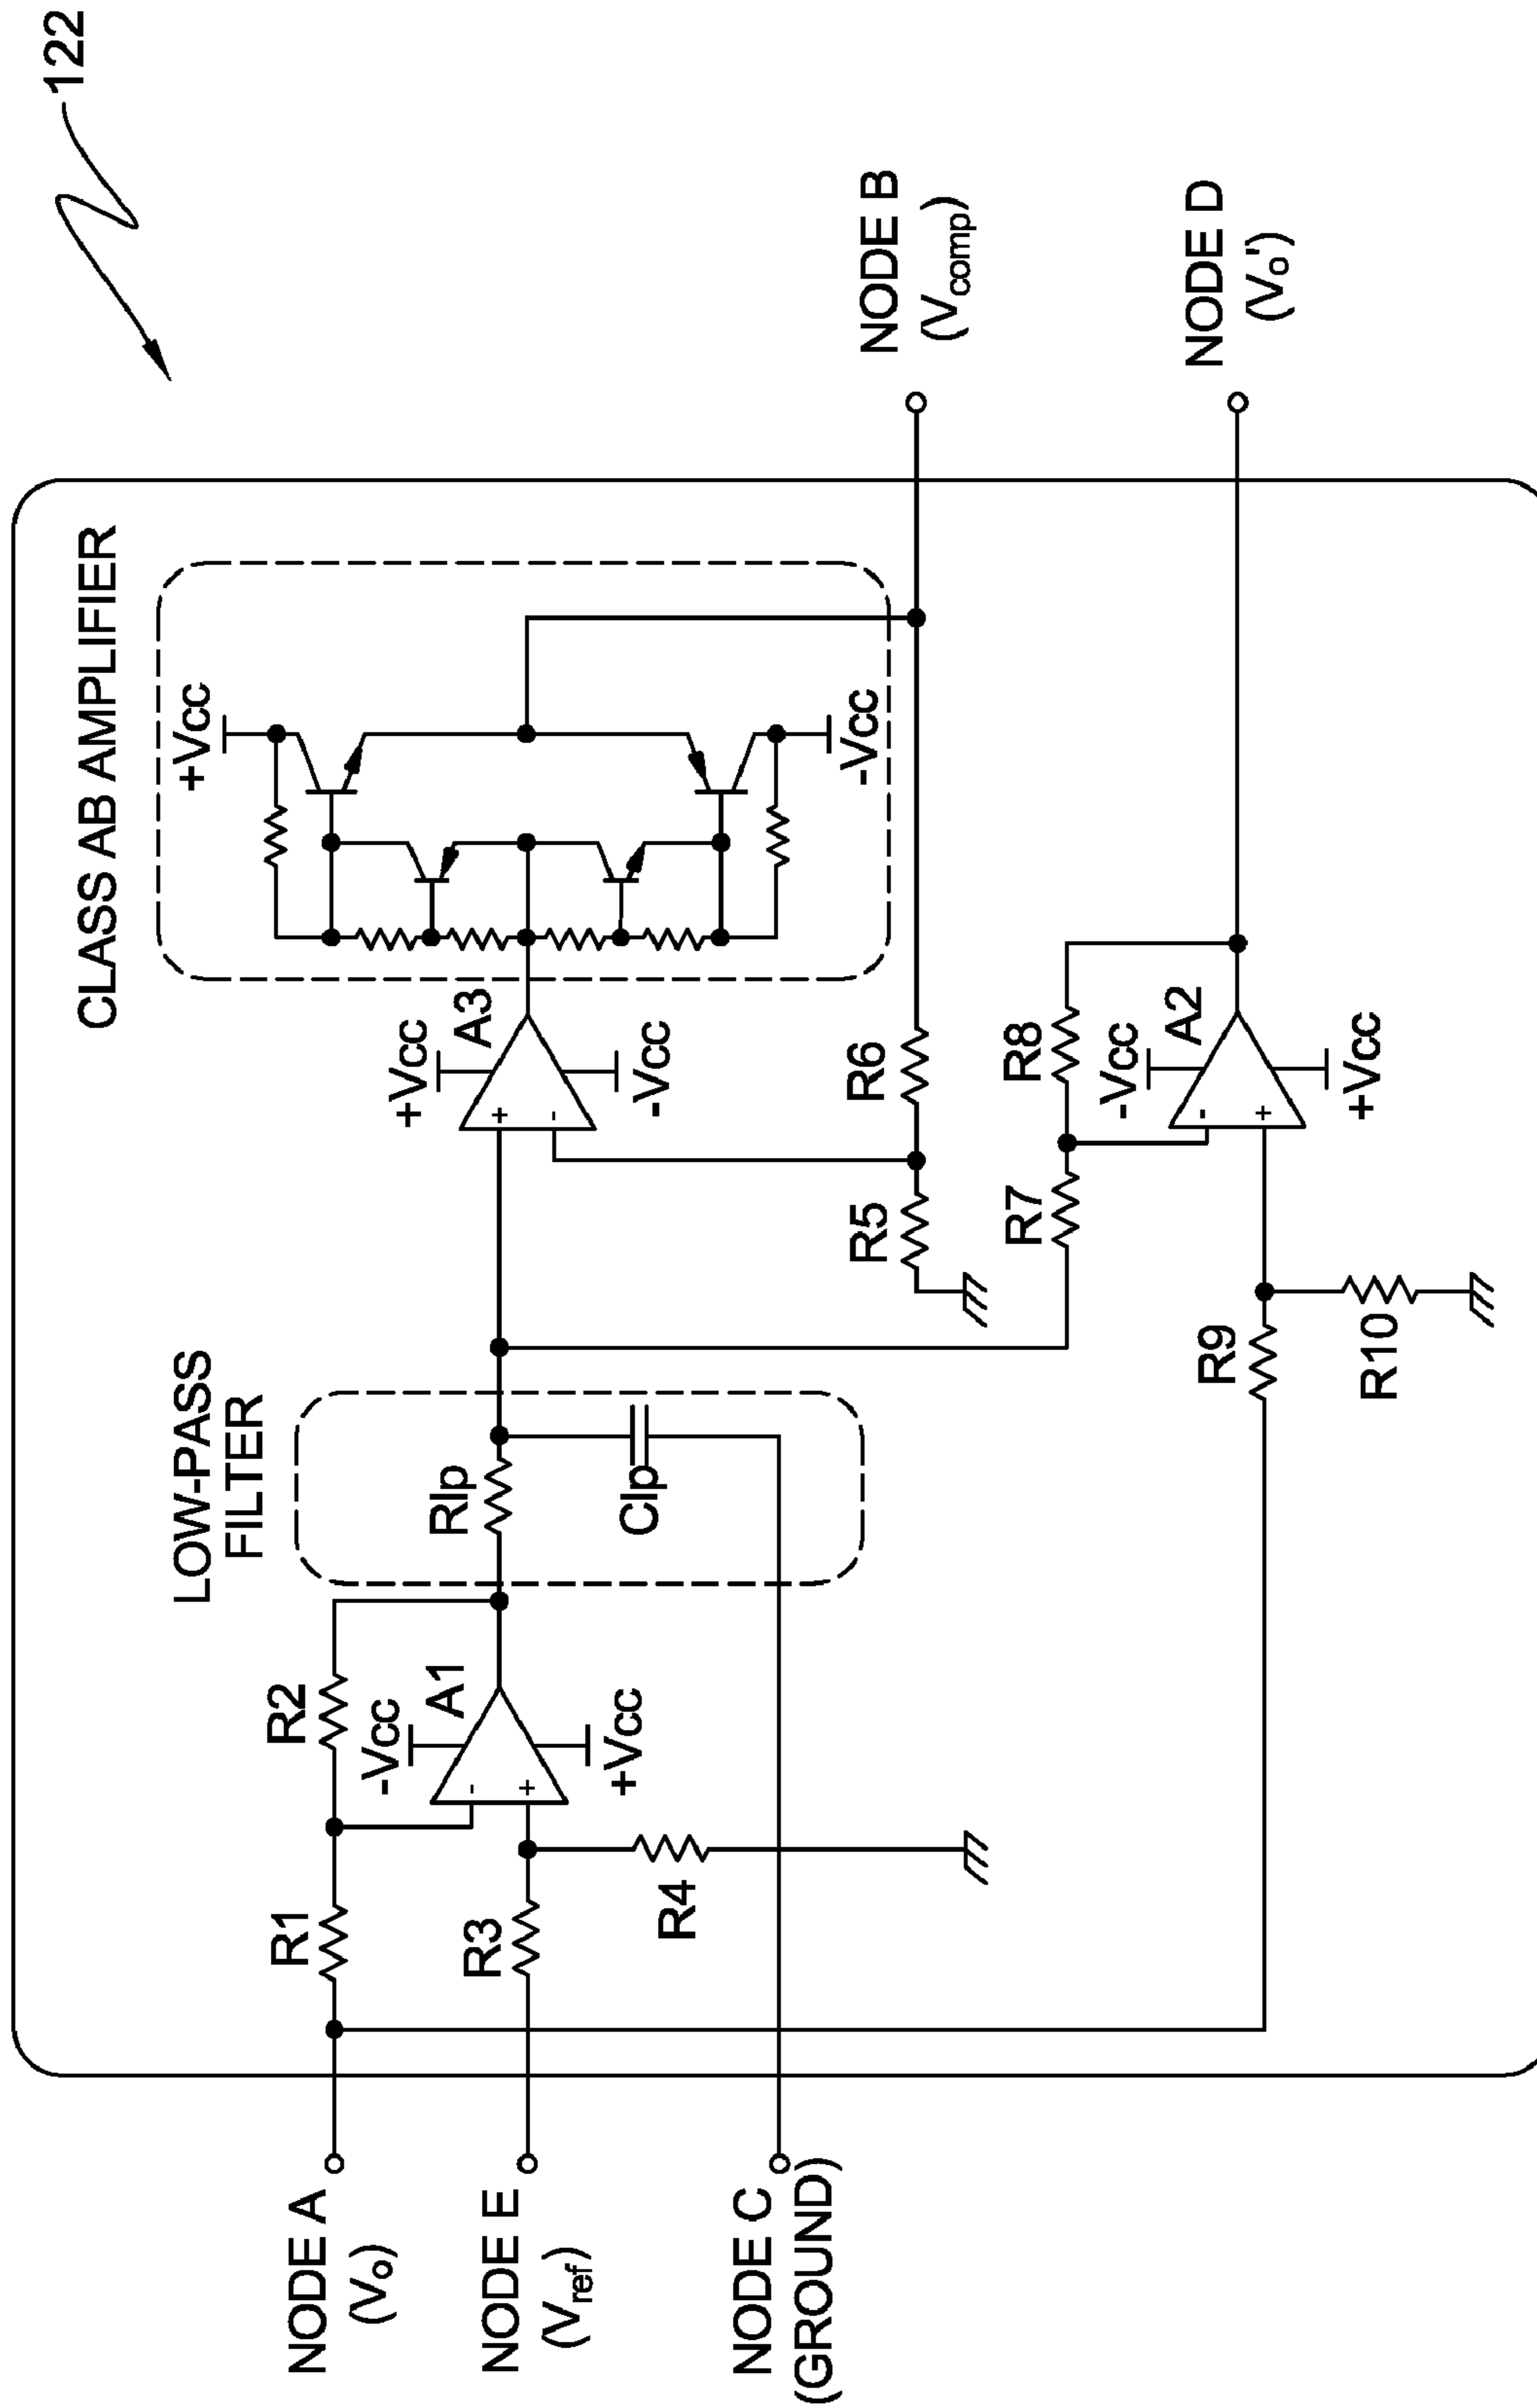 122
CLASS AB AMPLIFIER
+Vcc
-Vcc
LOW-PASS
FILTER
+Vcc
A3
+
-
-Vcc
R2
-Vcc
A1
-
+
+Vcc
Rlp
Clp
R1
R3
R4
NODE A
(Vo)
NODE E
(Vref)
NODE C
(GROUND)
R5
R6
NODE B
(Vcomp)
R7
R8
-Vcc
A2
-
+
+Vcc
R9
R10
NODE D
(Vo')